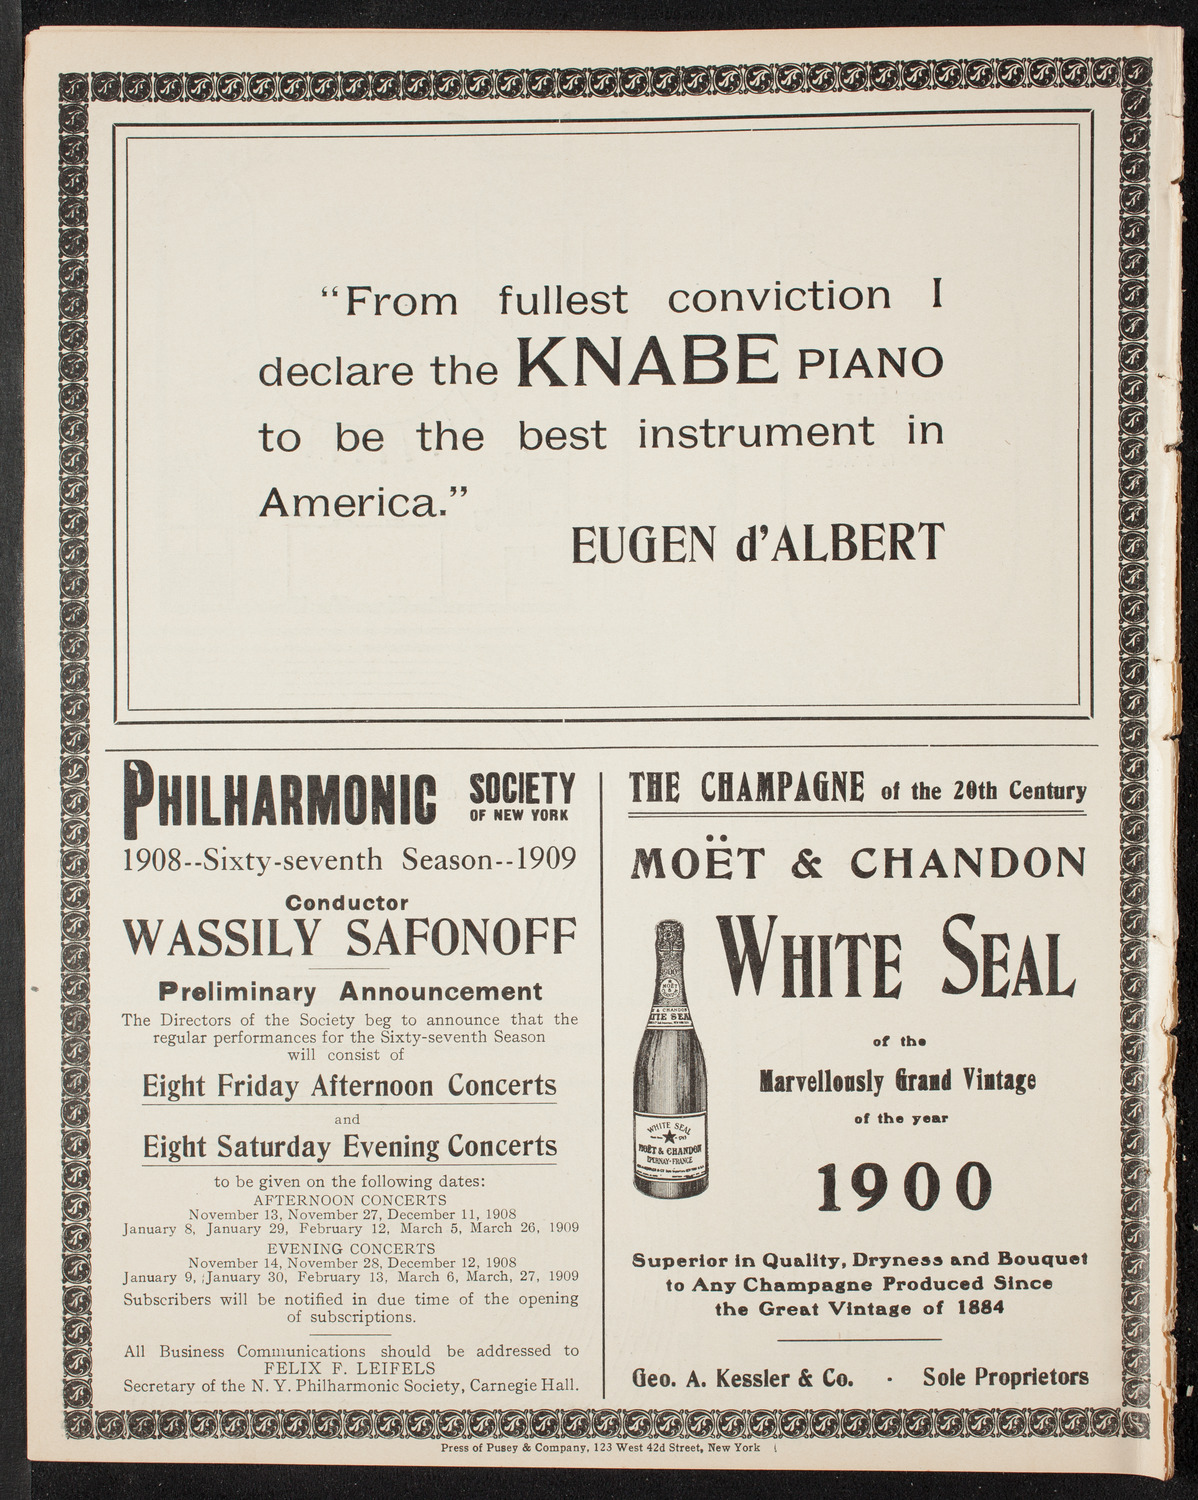 “From fullest conviction I
declare the KNABE PIANO
to be the best instrument in
America.”
EUGEN d’ALBERT
PHILHARMONIC SOCIETY OF NEW YORK
1908--Sixty-seventh Season--1909
Conductor
WASSILY SAFONOFF
Preliminary Announcement
The Directors of the Society beg to announce that the
regular performances for the Sixty-seventh Season
will consist of
Eight Friday Afternoon Concerts
and
Eight Saturday Evening Concerts
to be given on the following dates:
AFTERNOON CONCERTS
November 13, November 27, December 11, 1908
January 8, January 29, February 12, March 5, March 26, 1909
EVENING CONCERTS
November 14, November 28, December 12, 1908
January 9, ;January 30, February 13, March 6, March, 27, 1909
Subscribers will be notified in due time of the opening
of subscriptions.
All Business Communications should be addressed to
FELIX F. LEIFELS
Secretary of the N. Y. Philharmonic Society, Carnegie Hall.
THE CHAMPAGNE of the 20th Century
MOËT & CHANDON
WHITE SEAL
of the
Marvellously Grand Vintage
of the year
1900
WHITE SEAL
MOËT & CHANDON
EPERNAY-FRANCE
Superior in Quality, Dryness and Bouquet
to Any Champagne Produced Since
the Great Vintage of 1884
Geo. A. Kessler & Co. · Sole Proprietors
Press of Pusey & Company, 123 West 42d Street, New York